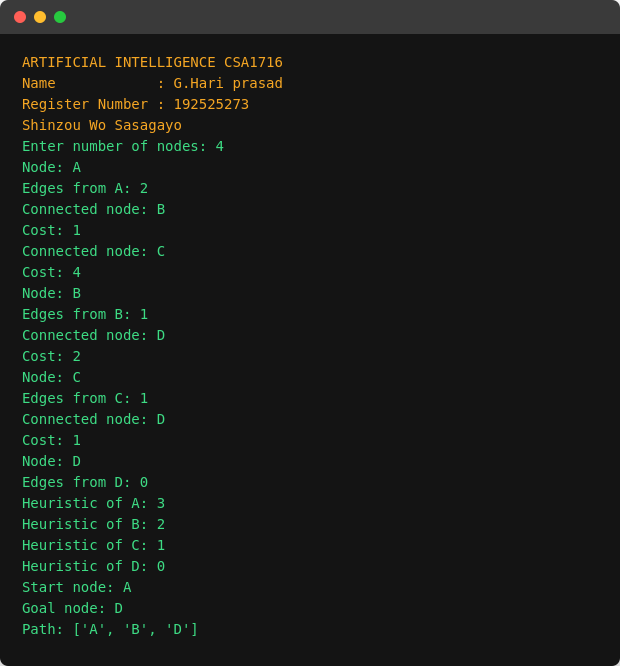 ARTIFICIAL INTELLIGENCE CSA1716
Name            : G.Hari prasad
Register Number : 192525273
Shinzou Wo Sasagayo
Enter number of nodes: 4
Node: A
Edges from A: 2
Connected node: B
Cost: 1
Connected node: C
Cost: 4
Node: B
Edges from B: 1
Connected node: D
Cost: 2
Node: C
Edges from C: 1
Connected node: D
Cost: 1
Node: D
Edges from D: 0
Heuristic of A: 3
Heuristic of B: 2
Heuristic of C: 1
Heuristic of D: 0
Start node: A
Goal node: D
Path: ['A', 'B', 'D']